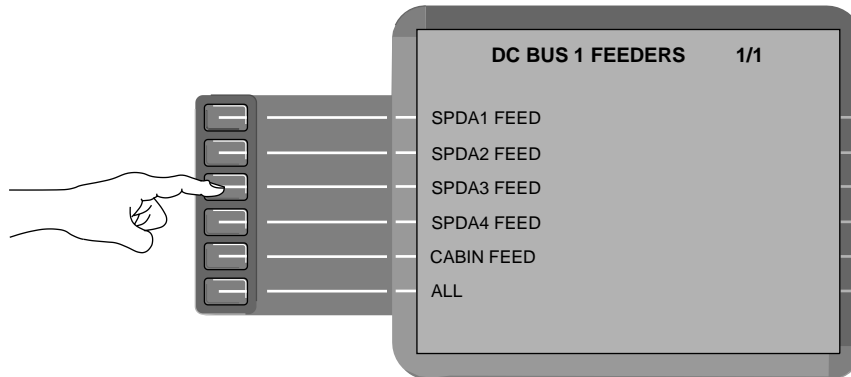 DC BUS 1 FEEDERS 1/1
SPDA1 FEED
SPDA2 FEED
SPDA3 FEED
SPDA4 FEED
CABIN FEED
ALL